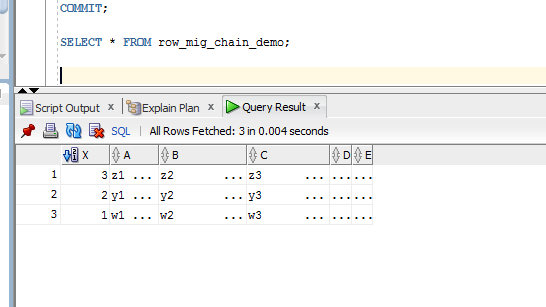 COMMIT;
SELECT * FROM row_mig_chain_demo;
Script Output x Explain Plan x Query Result x
SQL | All Rows Fetched: 3 in 0.004 seconds
X A B C D E
1 3 z1 ... z2 ... z3 ... ... ...
2 2 y1 ... y2 ... y3 ... ... ...
3 1 w1 ... w2 ... w3 ... ... ...